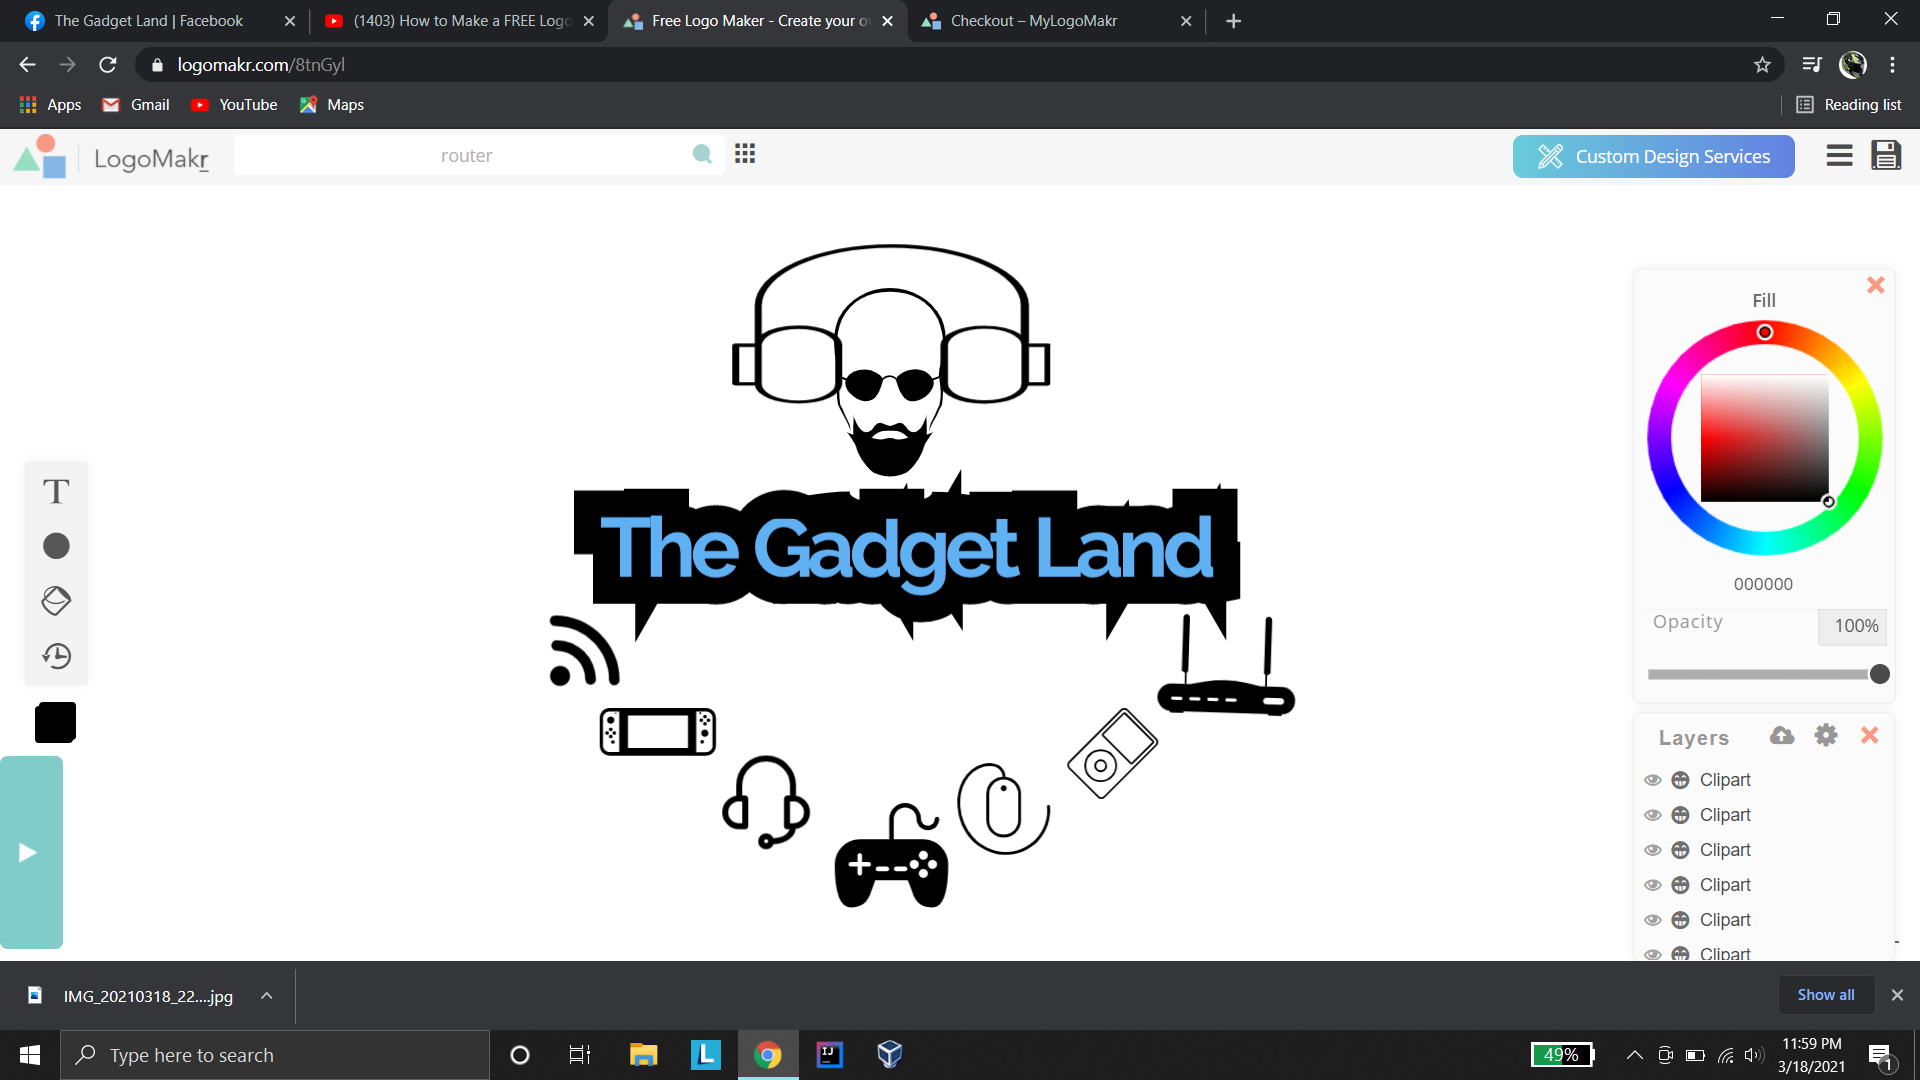 The Gadget Land | Facebook
(1403) How to Make a FREE Logo
Free Logo Maker - Create your o
Checkout – MyLogoMakr
logomakr.com/8tnGyl
Apps
Gmail
YouTube
Maps
Reading list
LogoMakr
router
Custom Design Services
Fill
The Gadget Land
T
000000
Opacity
100%
Layers
Clipart
Clipart
Clipart
Clipart
Clipart
Clipart
IMG_20210318_22....jpg
Show all
Type here to search
L
IJ
49%
11:59 PM
3/18/2021
1